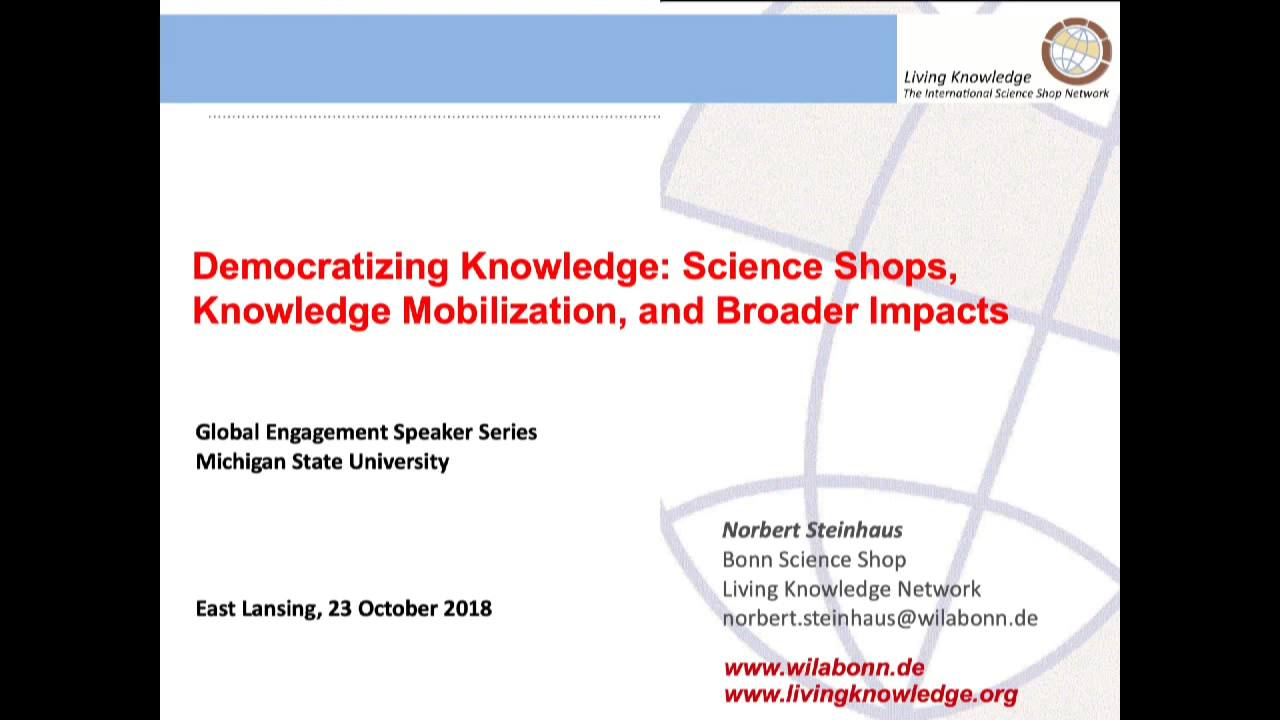 Living Knowledge
The International Science Shop Network
Democratizing Knowledge: Science Shops,
Knowledge Mobilization, and Broader Impacts
Global Engagement Speaker Series
Michigan State University
Norbert Steinhaus
Bonn Science Shop
Living Knowledge Network
norbert.steinhaus@wilabonn.de
East Lansing, 23 October 2018
www.wilabonn.de
www.livingknowledge.org